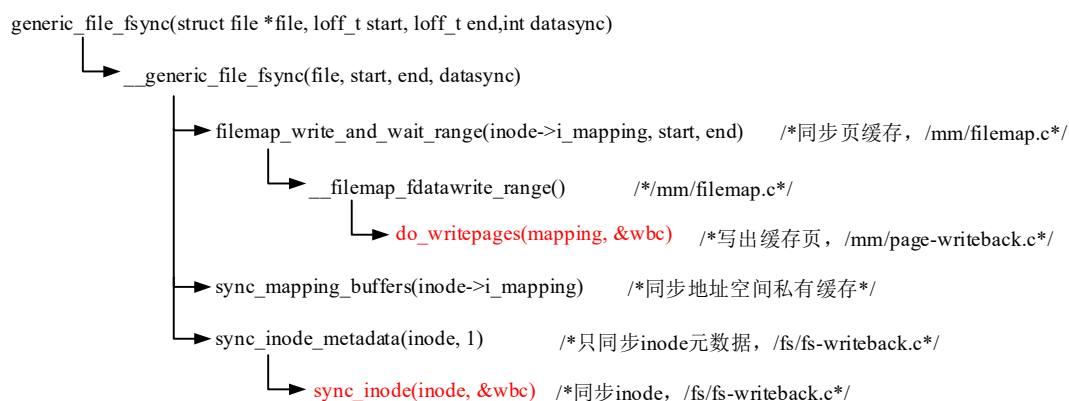 generic_file_fsync(struct file *file, loff_t start, loff_t end,int datasync)
__generic_file_fsync(file, start, end, datasync)
filemap_write_and_wait_range(inode->i_mapping, start, end) /*同步页缓存，/mm/filemap.c*/
__filemap_fdatawrite_range() /*/mm/filemap.c*/
do_writepages(mapping, &wbc) /*写出缓存页，/mm/page-writeback.c*/
sync_mapping_buffers(inode->i_mapping) /*同步地址空间私有缓存*/
sync_inode_metadata(inode, 1) /*只同步inode元数据，/fs/fs-writeback.c*/
sync_inode(inode, &wbc) /*同步inode，/fs/fs-writeback.c*/